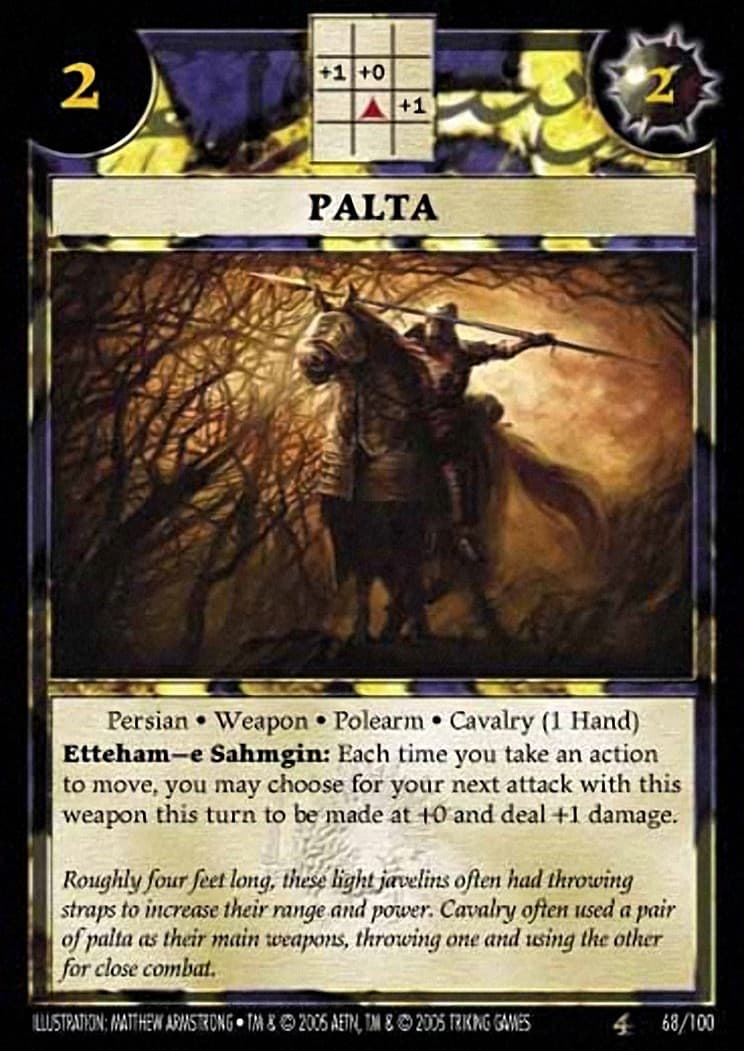 2
+1 +0
+1
2
PALTA
Persian • Weapon • Polearm • Cavalry (1 Hand)
Etteham–e Sahmgin: Each time you take an action
to move, you may choose for your next attack with this
weapon this turn to be made at +0 and deal +1 damage.
Roughly four feet long, these light javelins often had throwing
straps to increase their range and power. Cavalry often used a pair
of palta as their main weapons, throwing one and using the other
for close combat.
ILLUSTRATION: MATTHEW ARMSTRONG • TM & © 2005 AETN, TM & © 2005 TRIKING GAMES 4 68/100